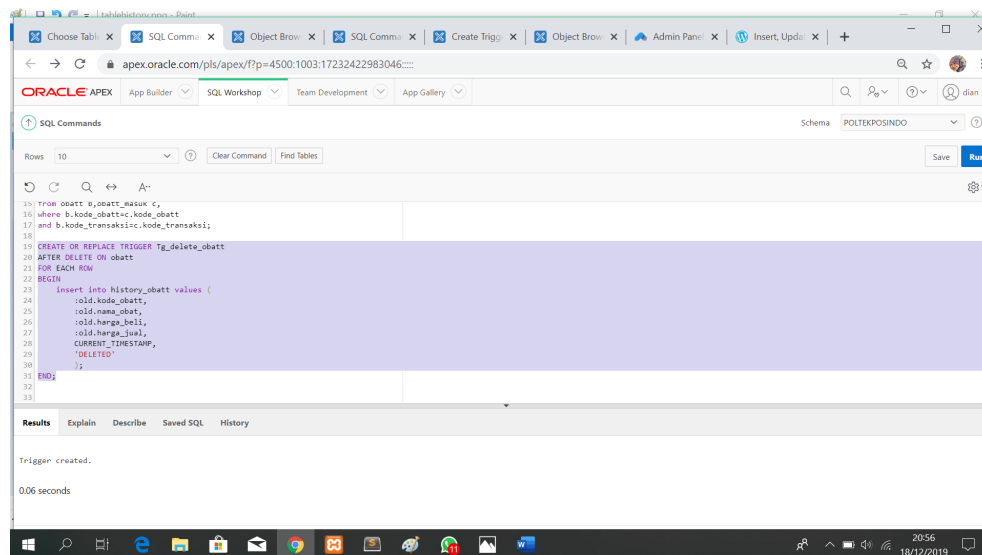 tablehistory.png - Paint
Choose Tabl
SQL Comma
Object Brow
SQL Comma
Create Trigg
Object Brow
Admin Panel
Insert, Updat
apex.oracle.com/pls/apex/f?p=4500:1003:17232422983046:::::
ORACLE APEX App Builder SQL Workshop Team Development App Gallery dian
SQL Commands Schema POLTEKPOSINDO
Rows 10 Clear Command Find Tables Save Run
15 from obatt b,obatt_masuk c,
16 where b.kode_obatt=c.kode_obatt
17 and b.kode_transaksi=c.kode_transaksi;
18
19 CREATE OR REPLACE TRIGGER Tg_delete_obatt
20 AFTER DELETE ON obatt
21 FOR EACH ROW
22 BEGIN
23 insert into history_obatt values (
24 :old.kode_obatt,
25 :old.nama_obat,
26 :old.harga_beli,
27 :old.harga_jual,
28 CURRENT_TIMESTAMP,
29 'DELETED'
30 );
31 END;
32
33
Results Explain Describe Saved SQL History
Trigger created.
0.06 seconds
11
20:56
18/12/2019